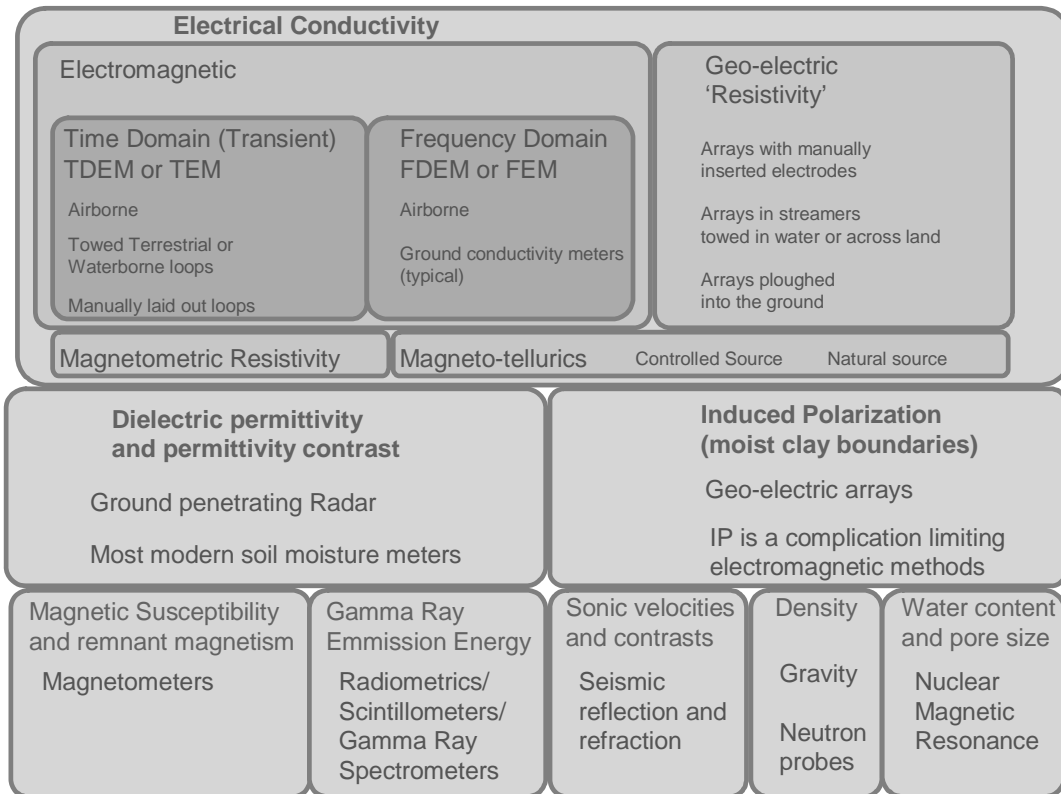 Electrical Conductivity
Electromagnetic
Time Domain (Transient)
TDEM or TEM
Airborne
Towed Terrestrial or
Waterborne loops
Manually laid out loops
Frequency Domain
FDEM or FEM
Airborne
Ground conductivity meters
(typical)
Geo-electric
‘Resistivity’
Arrays with manually
inserted electrodes
Arrays in streamers
towed in water or across land
Arrays ploughed
into the ground
Magnetometric Resistivity
Magneto-tellurics Controlled Source Natural source
Dielectric permittivity
and permittivity contrast
Ground penetrating Radar
Most modern soil moisture meters
Induced Polarization
(moist clay boundaries)
Geo-electric arrays
IP is a complication limiting
electromagnetic methods
Magnetic Susceptibility
and remnant magnetism
Magnetometers
Gamma Ray
Emmission Energy
Radiometrics/
Scintillometers/
Gamma Ray
Spectrometers
Sonic velocities
and contrasts
Seismic
reflection and
refraction
Density
Gravity
Neutron
probes
Water content
and pore size
Nuclear
Magnetic
Resonance